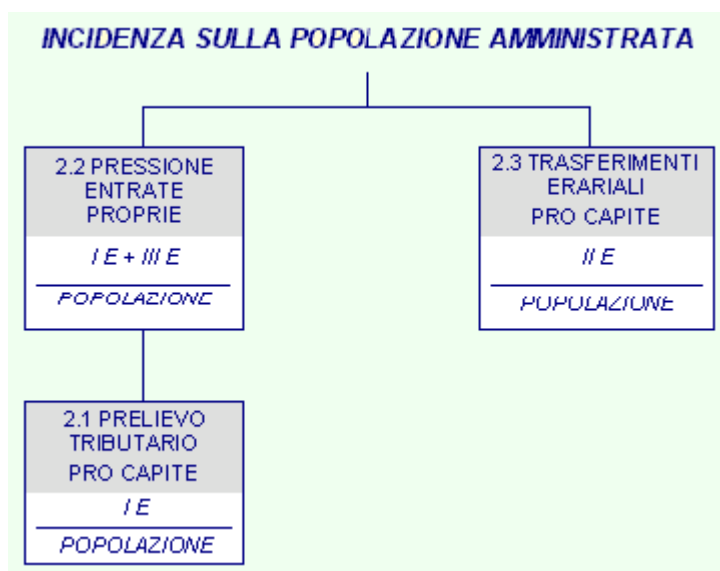 INCIDENZA SULLA POPOLAZIONE AMMINISTRATA
2.2 PRESSIONE
ENTRATE
PROPRIE
I E + III E
POPOLAZIONE
2.3 TRASFERIMENTI
ERARIALI
PRO CAPITE
II E
POPOLAZIONE
2.1 PRELIEVO
TRIBUTARIO
PRO CAPITE
I E
POPOLAZIONE